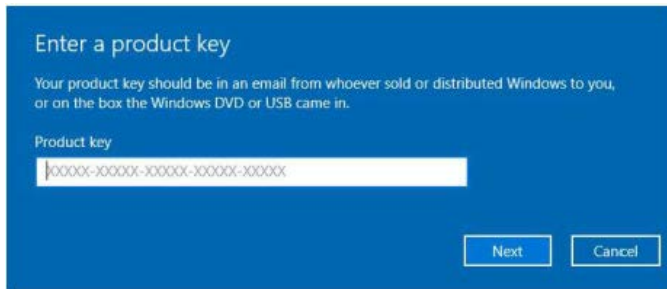 Enter a product key
Your product key should be in an email from whoever sold or distributed Windows to you,
or on the box the Windows DVD or USB came in.
Product key
XXXXX-XXXXX-XXXXX-XXXXX-XXXXX
Next Cancel